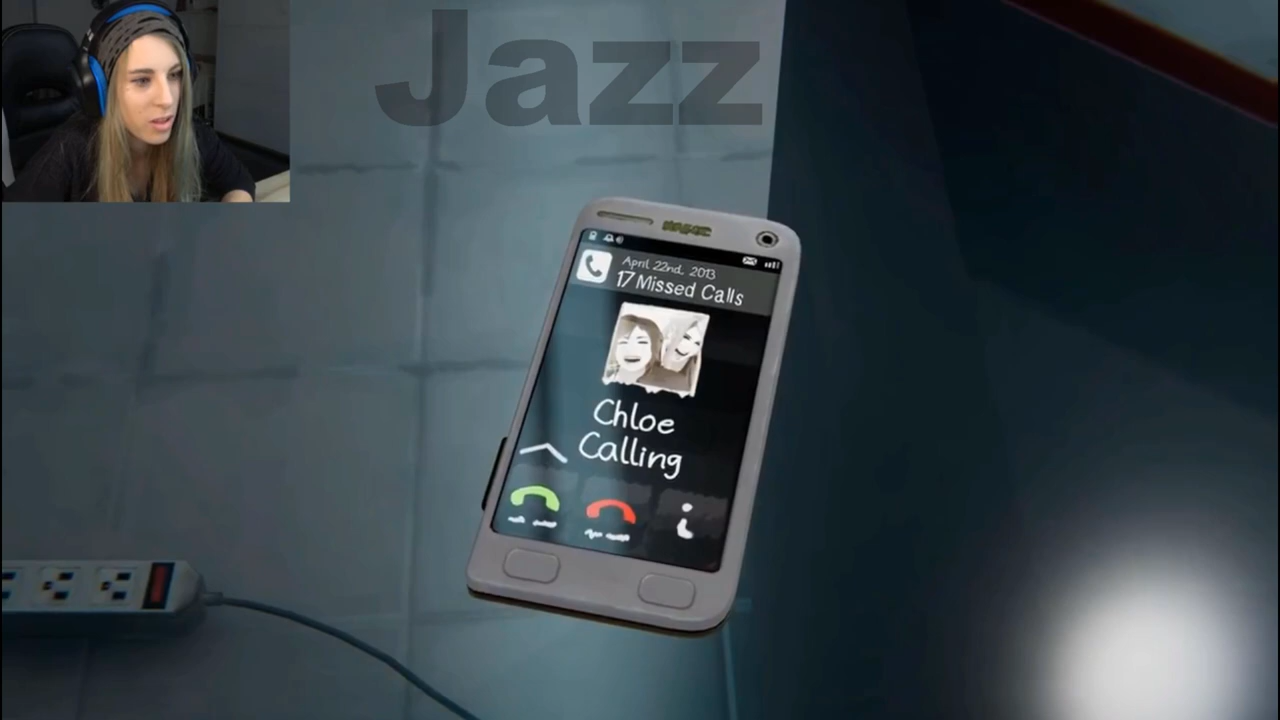 Jazz
April 22nd, 2013
17 Missed Calls
Chloe
Calling